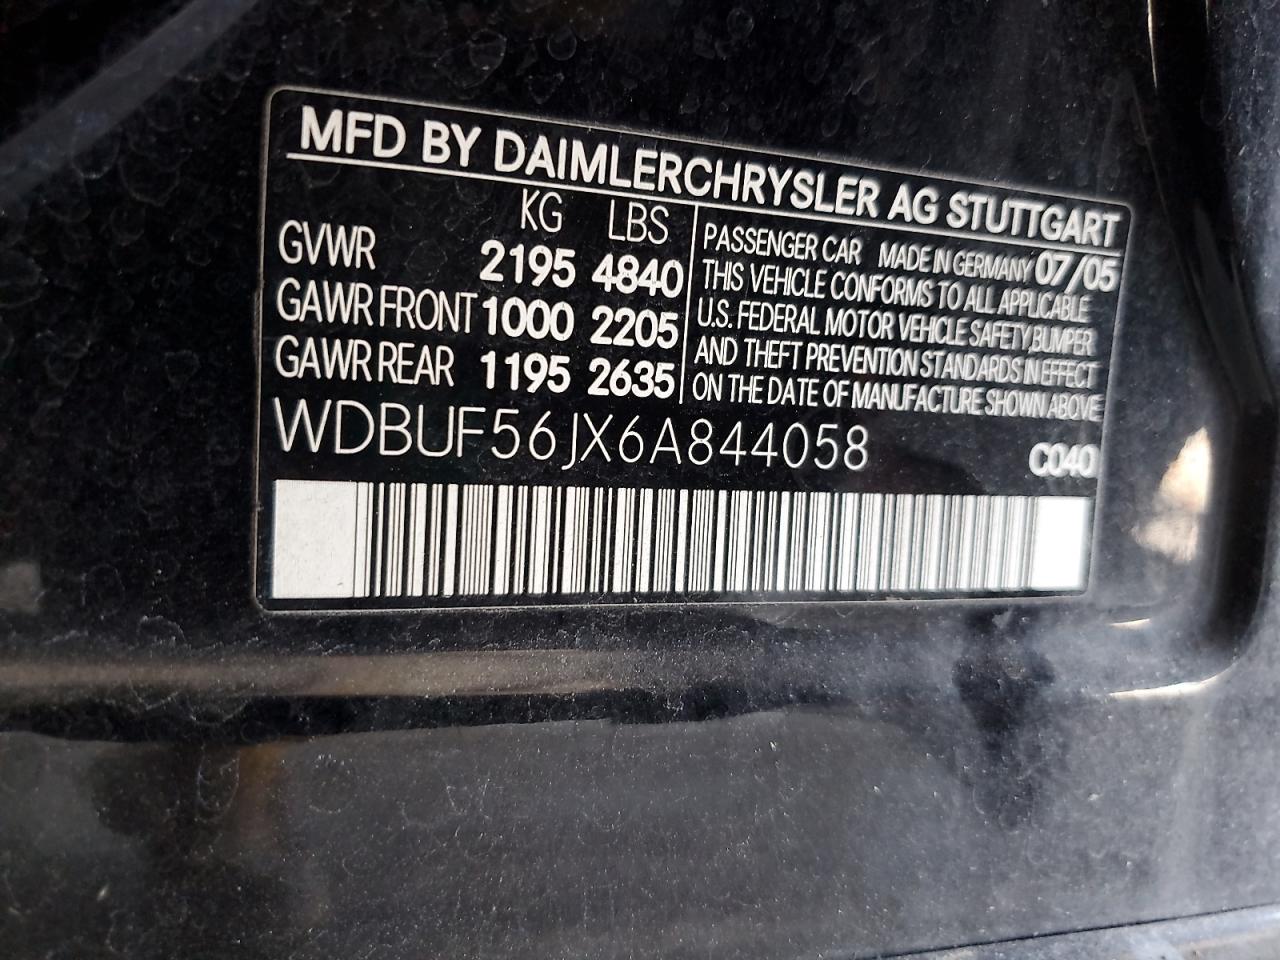 MFD BY DAIMLERCHRYSLER AG STUTTGART
KG LBS
GVWR 2195 4840
GAWR FRONT 1000 2205
GAWR REAR 1195 2635
PASSENGER CAR MADE IN GERMANY 07/05
THIS VEHICLE CONFORMS TO ALL APPLICABLE
U.S. FEDERAL MOTOR VEHICLE SAFETY,BUMPER
AND THEFT PREVENTION STANDARDS IN EFFECT
ON THE DATE OF MANUFACTURE SHOWN ABOVE
WDBUF56JX6A844058
C040